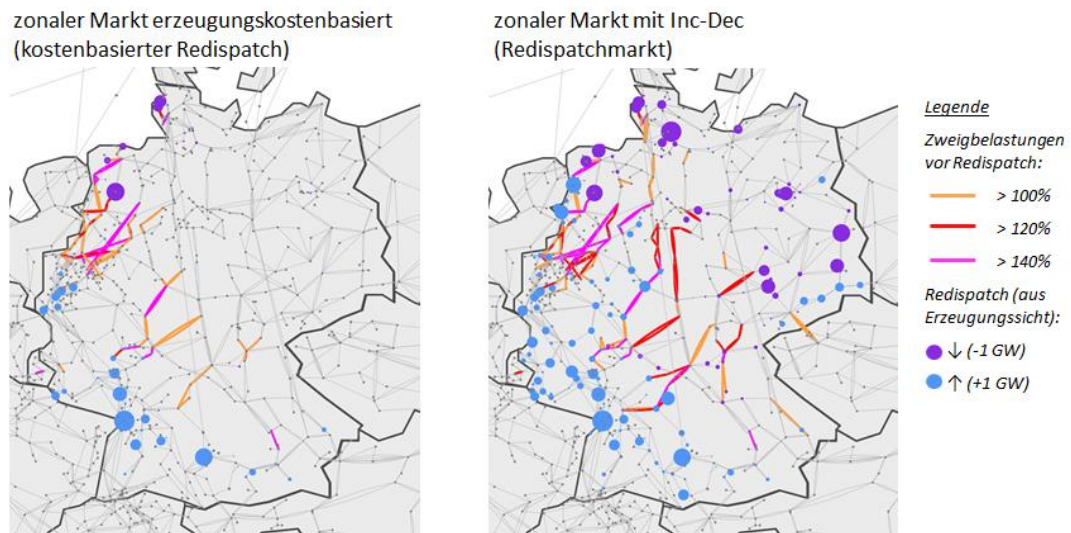 zonaler Markt erzeugungskostenbasiert
(kostenbasierter Redispatch)
zonaler Markt mit Inc-Dec
(Redispatchmarkt)
Legende
Zweigbelastungen
vor Redispatch:
> 100%
> 120%
> 140%
Redispatch (aus
Erzeugungssicht):
↓ (-1 GW)
↑ (+1 GW)